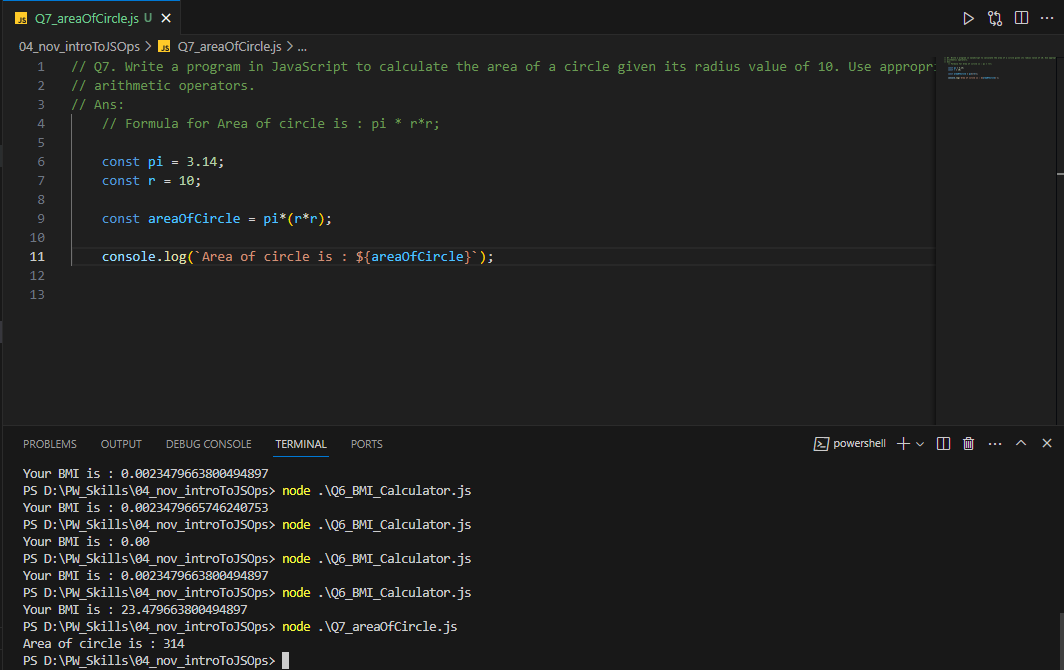 JS Q7_areaOfCircle.js U
04_nov_introToJSOps > JS Q7_areaOfCircle.js > ...
1 // Q7. Write a program in JavaScript to calculate the area of a circle given its radius value of 10. Use appropri
2 // arithmetic operators.
3 // Ans:
4 // Formula for Area of circle is : pi * r*r;
5
6 const pi = 3.14;
7 const r = 10;
8
9 const areaOfCircle = pi*(r*r);
10
11 console.log(`Area of circle is : ${areaOfCircle}`);
12
13
PROBLEMS OUTPUT DEBUG CONSOLE TERMINAL PORTS powershell
Your BMI is : 0.0023479663800494897
PS D:\PW_Skills\04_nov_introToJSOps> node .\Q6_BMI_Calculator.js
Your BMI is : 0.0023479665746240753
PS D:\PW_Skills\04_nov_introToJSOps> node .\Q6_BMI_Calculator.js
Your BMI is : 0.00
PS D:\PW_Skills\04_nov_introToJSOps> node .\Q6_BMI_Calculator.js
Your BMI is : 0.0023479663800494897
PS D:\PW_Skills\04_nov_introToJSOps> node .\Q6_BMI_Calculator.js
Your BMI is : 23.479663800494897
PS D:\PW_Skills\04_nov_introToJSOps> node .\Q7_areaOfCircle.js
Area of circle is : 314
PS D:\PW_Skills\04_nov_introToJSOps>